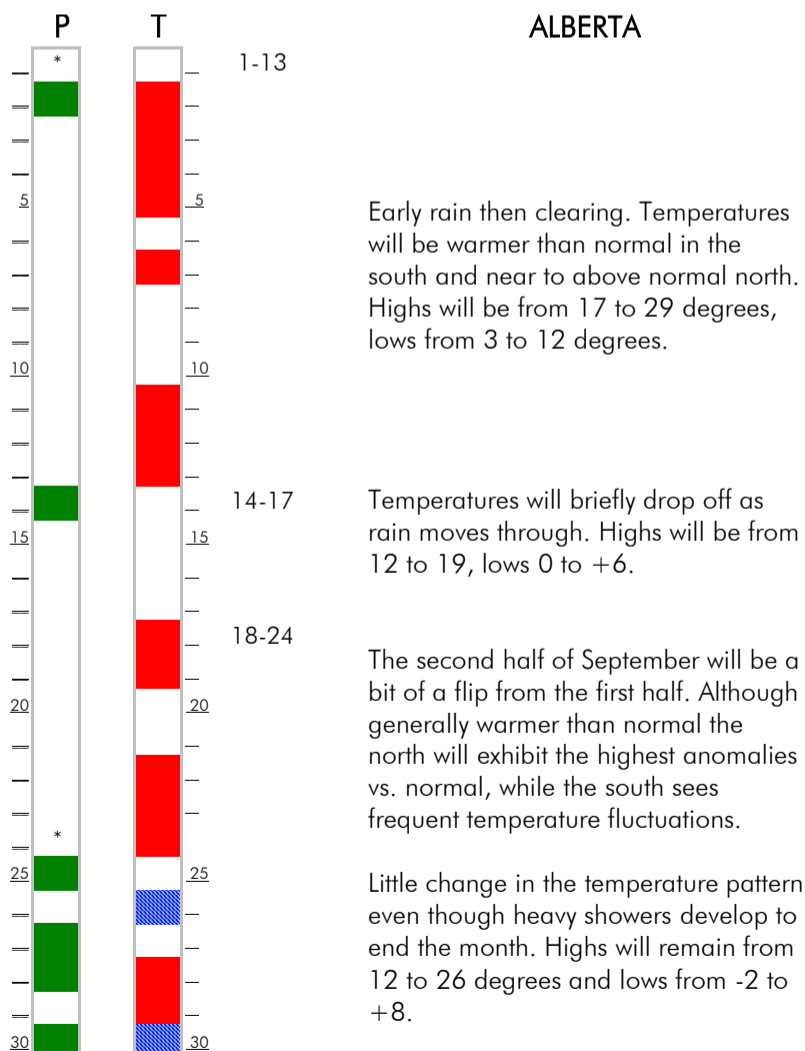 P T ALBERTA
* 1-13
5 5
Early rain then clearing. Temperatures
will be warmer than normal in the
south and near to above normal north.
Highs will be from 17 to 29 degrees,
lows from 3 to 12 degrees.
10 10
14-17 Temperatures will briefly drop off as
rain moves through. Highs will be from
12 to 19, lows 0 to +6.
15 15
18-24
The second half of September will be a
bit of a flip from the first half. Although
generally warmer than normal the
north will exhibit the highest anomalies
vs. normal, while the south sees
frequent temperature fluctuations.
20 20
*
25 25
Little change in the temperature pattern
even though heavy showers develop to
end the month. Highs will remain from
12 to 26 degrees and lows from -2 to
+8.
30 30